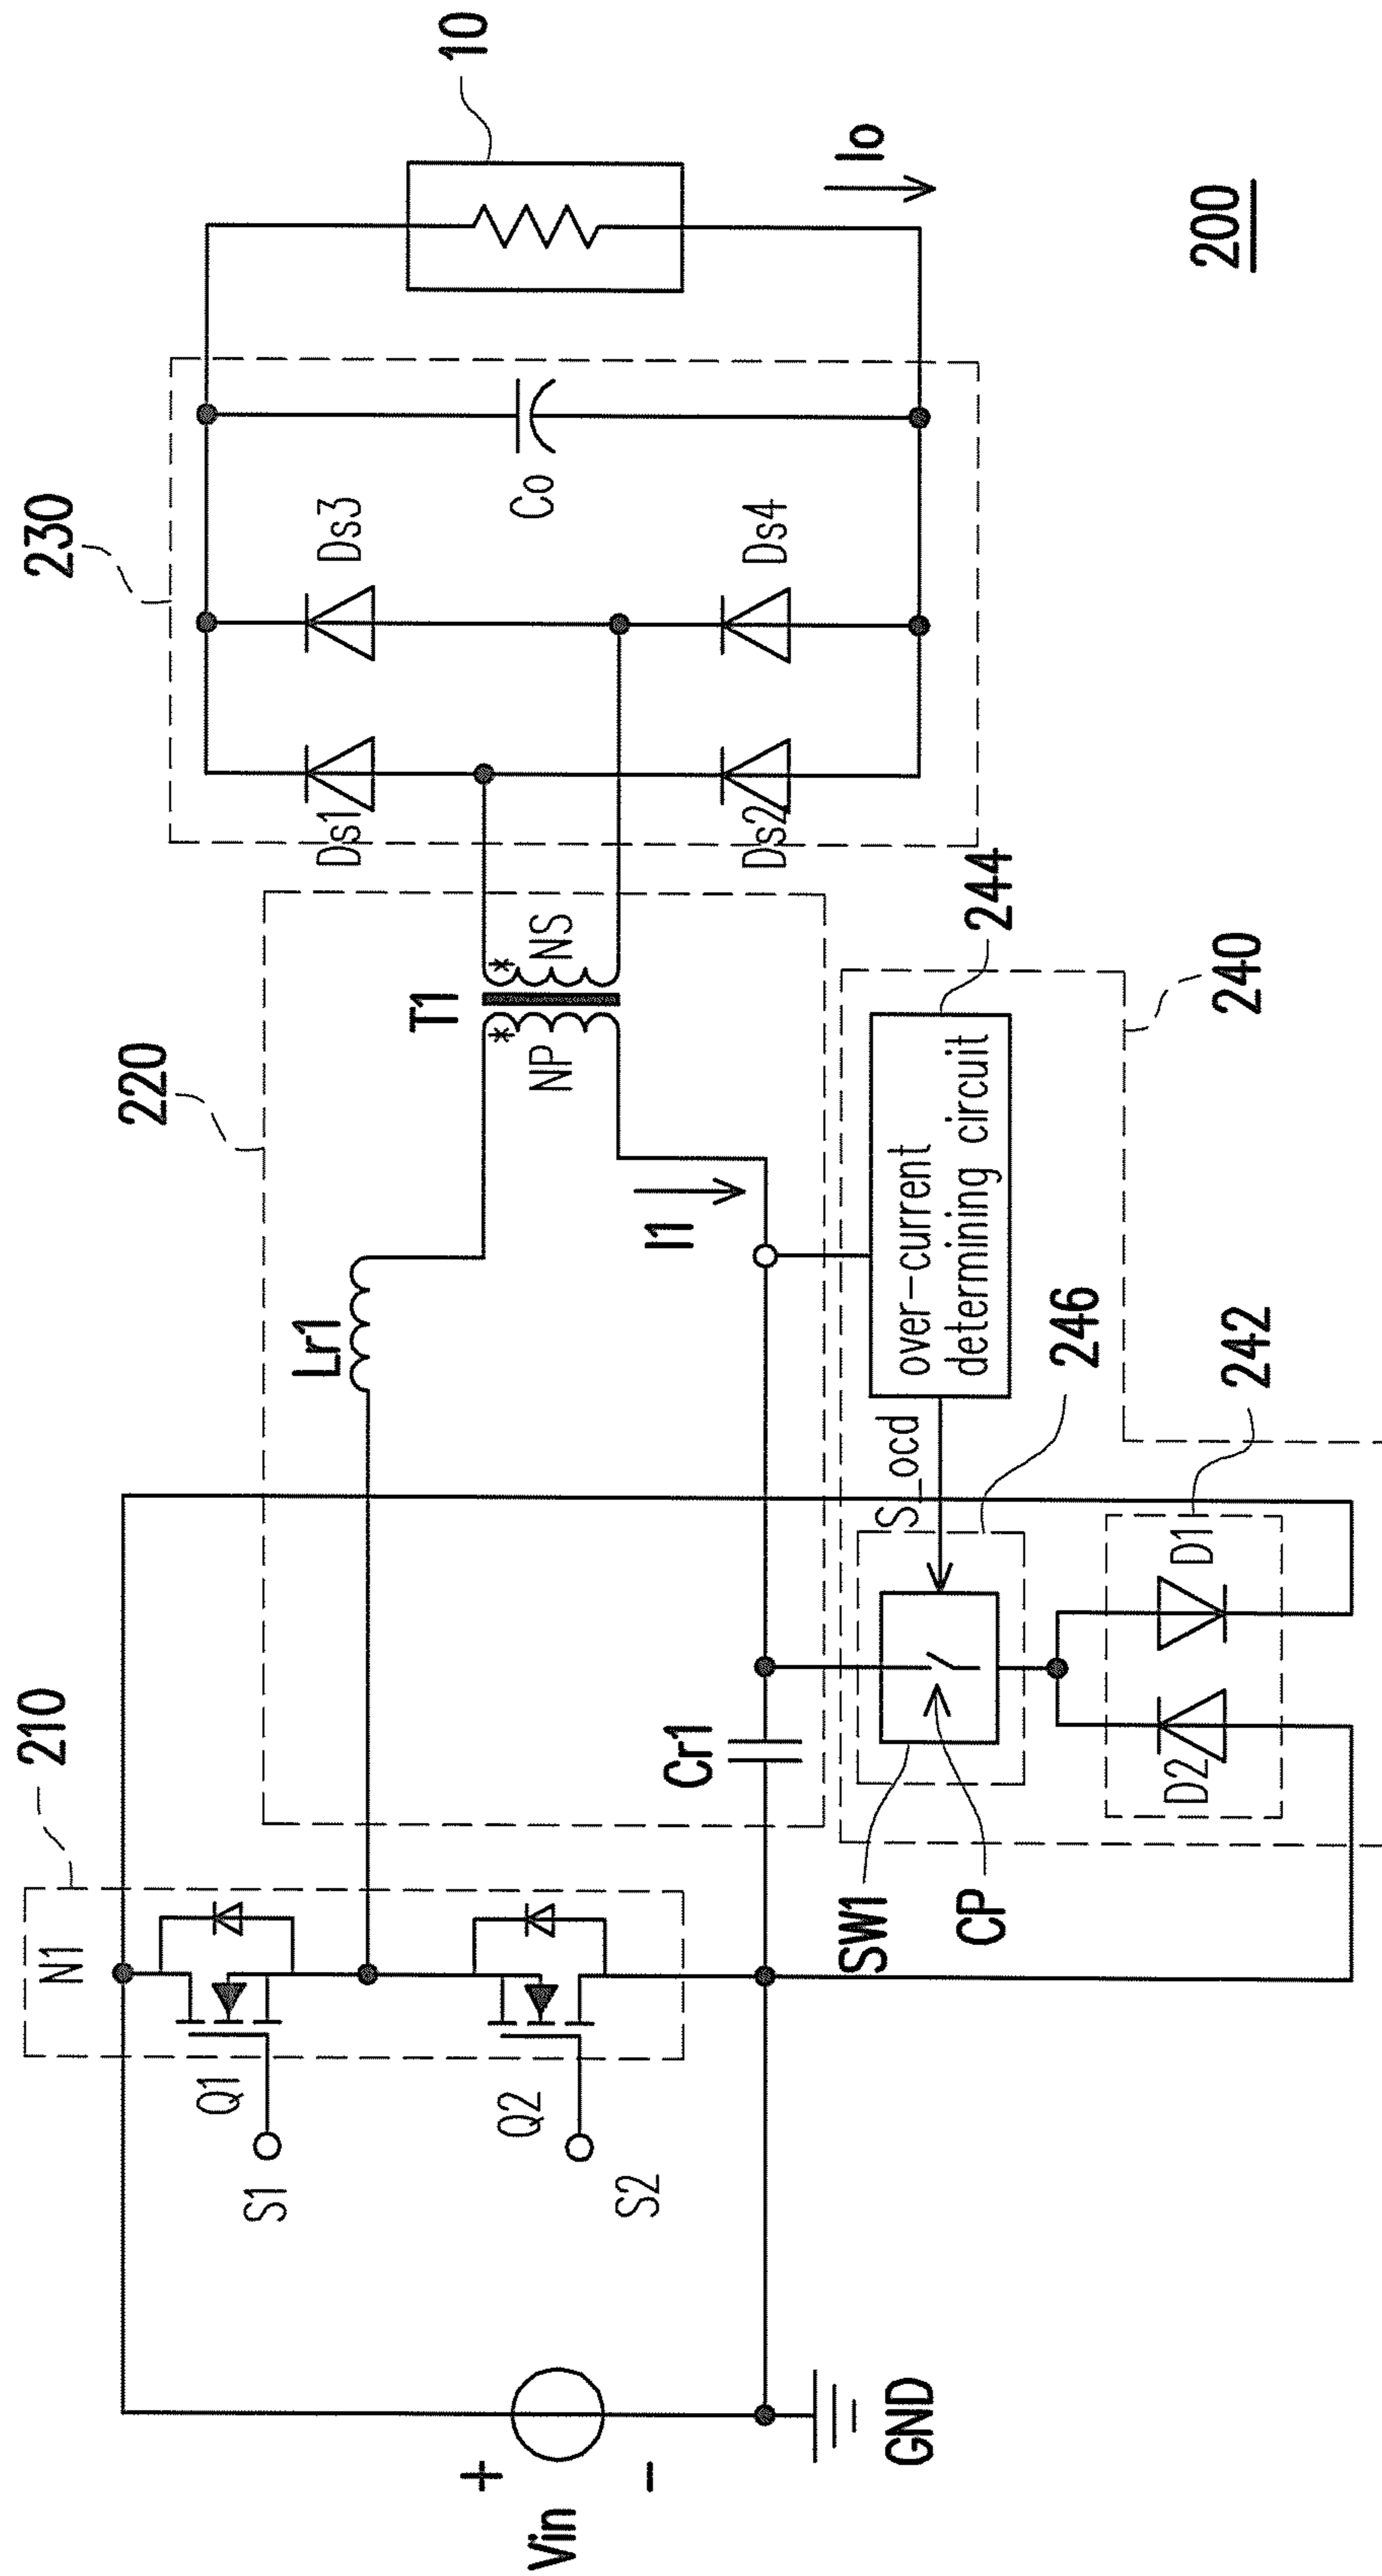 200
210
N1
Q1
S1
Q2
S2
+
Vin
-
GND
220
Lr1
T1
*
*
NP
NS
I1
Cr1
230
Ds1
Ds3
Ds2
Ds4
Co
10
Io
240
244
over-current
determining circuit
S_ocd
246
SW1
CP
242
D2
D1